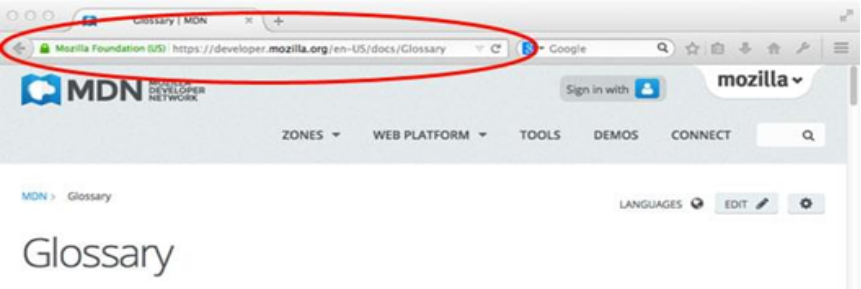 Glossary | MDN
Mozilla Foundation (US) https://developer.mozilla.org/en-US/docs/Glossary Google
MDN MOZILLA DEVELOPER NETWORK
Sign in with
mozilla
ZONES WEB PLATFORM TOOLS DEMOS CONNECT
MDN > Glossary
LANGUAGES EDIT
Glossary